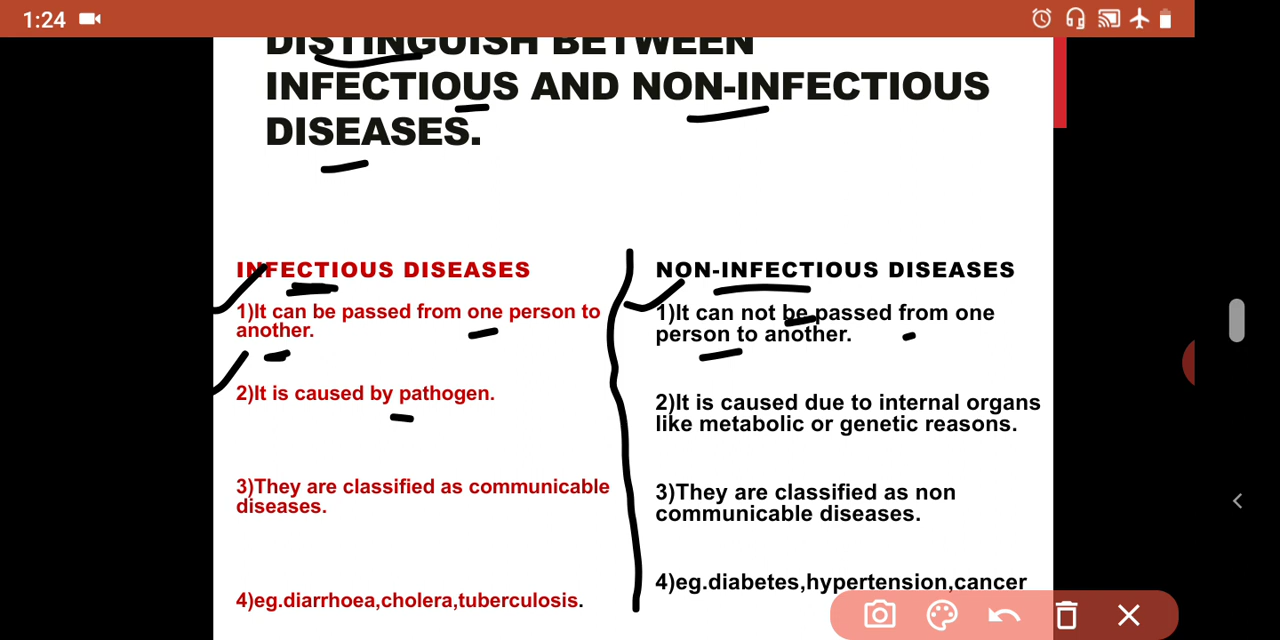 1:24
DISTINGUISH BETWEEN
INFECTIOUS AND NON-INFECTIOUS
DISEASES.
INFECTIOUS DISEASES
1)It can be passed from one person to
another.
2)It is caused by pathogen.
3)They are classified as communicable
diseases.
4)eg.diarrhoea,cholera,tuberculosis.
NON-INFECTIOUS DISEASES
1)It can not be passed from one
person to another.
2)It is caused due to internal organs
like metabolic or genetic reasons.
3)They are classified as non
communicable diseases.
4)eg.diabetes,hypertension,cancer